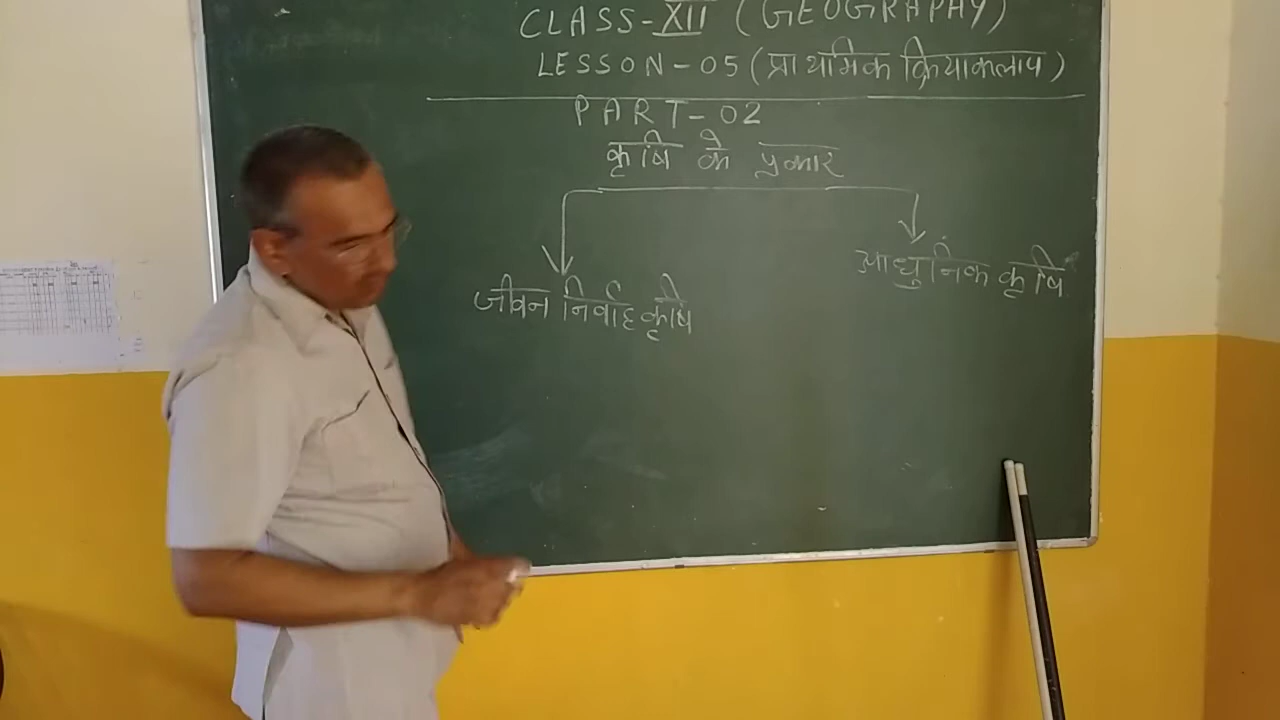 CLASS-XII (GEOGRAPHY)
LESSON-05 (प्राथमिक क्रियाकलाप)
PART-02
कृषि के प्रकार
जीवन निर्वाह कृषि
आधुनिक कृषि